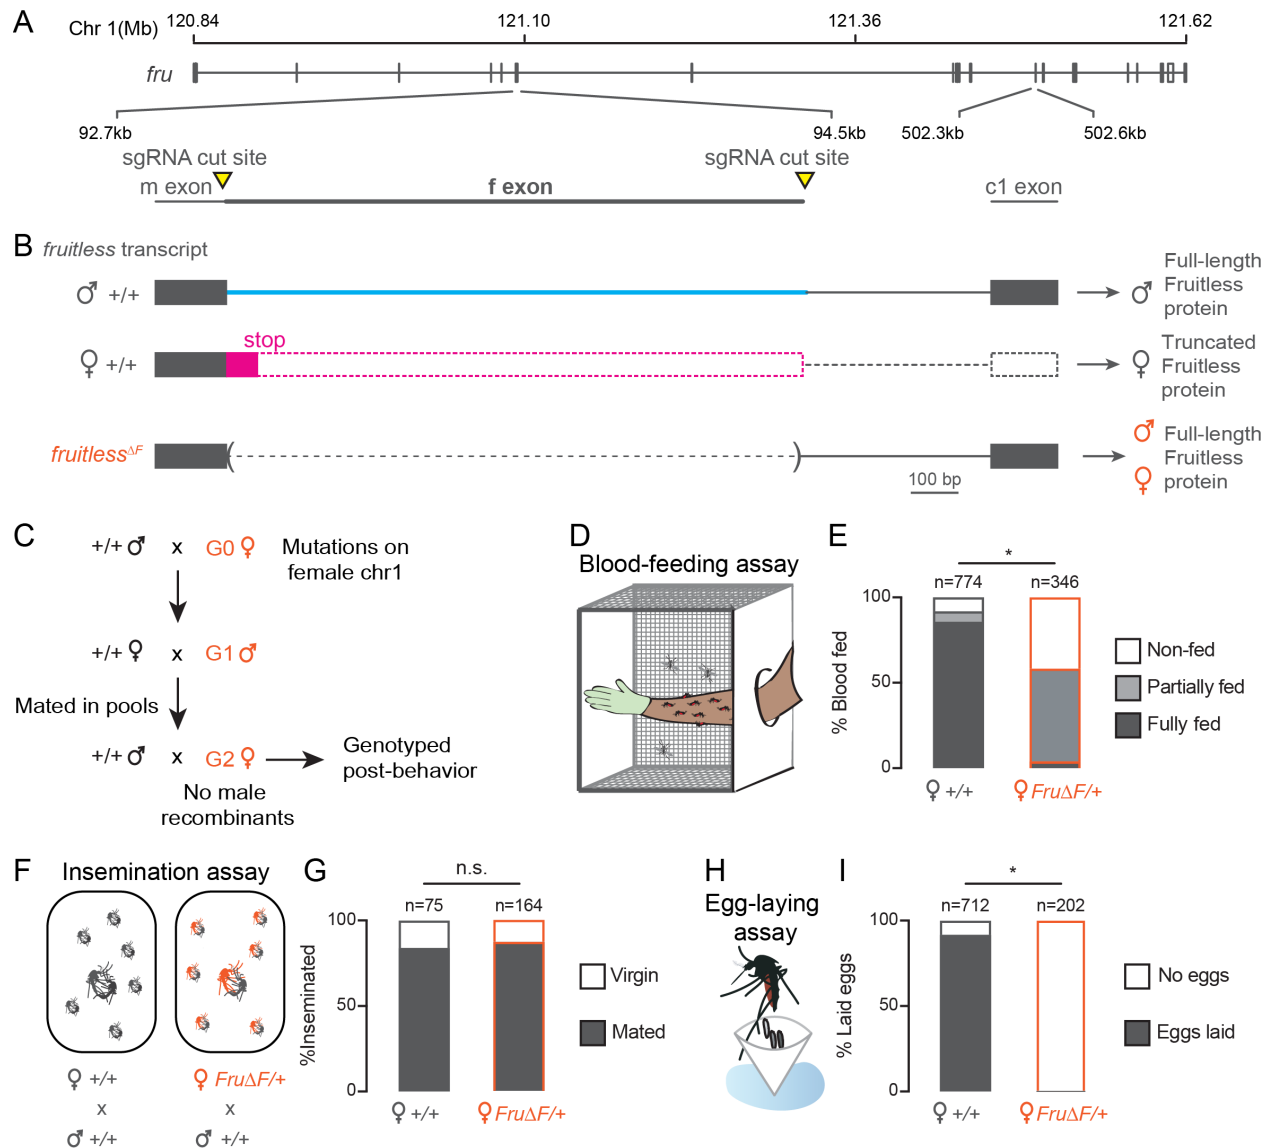 A
Chr 1(Mb)
120.84
121.10
121.36
121.62
fru
92.7kb
94.5kb
502.3kb
502.6kb
sgRNA cut site
sgRNA cut site
m exon
f exon
c1 exon
B
fruitless transcript
♂ +/+
Full-length
Fruitless
protein
♂
stop
♀ +/+
Truncated
Fruitless
protein
♀
fruitlessΔF
( )
♂
♀
Full-length
Fruitless
protein
100 bp
C
+/+ ♂ x G0 ♀
Mutations on
female chr1
+/+ ♀ x G1 ♂
Mated in pools
+/+ ♂ x G2 ♀
Genotyped
post-behavior
No male
recombinants
D
Blood-feeding assay
E
*
n=774
n=346
100
50
0
% Blood fed
♀ +/+
♀ FruΔF/+
Non-fed
Partially fed
Fully fed
F
Insemination assay
♀ +/+
x
♂ +/+
♀ FruΔF/+
x
♂ +/+
G
n.s.
n=75
n=164
100
50
0
%Inseminated
♀ +/+
♀ FruΔF/+
Virgin
Mated
H
Egg-laying
assay
I
*
n=712
n=202
100
50
0
% Laid eggs
♀ +/+
♀ FruΔF/+
No eggs
Eggs laid